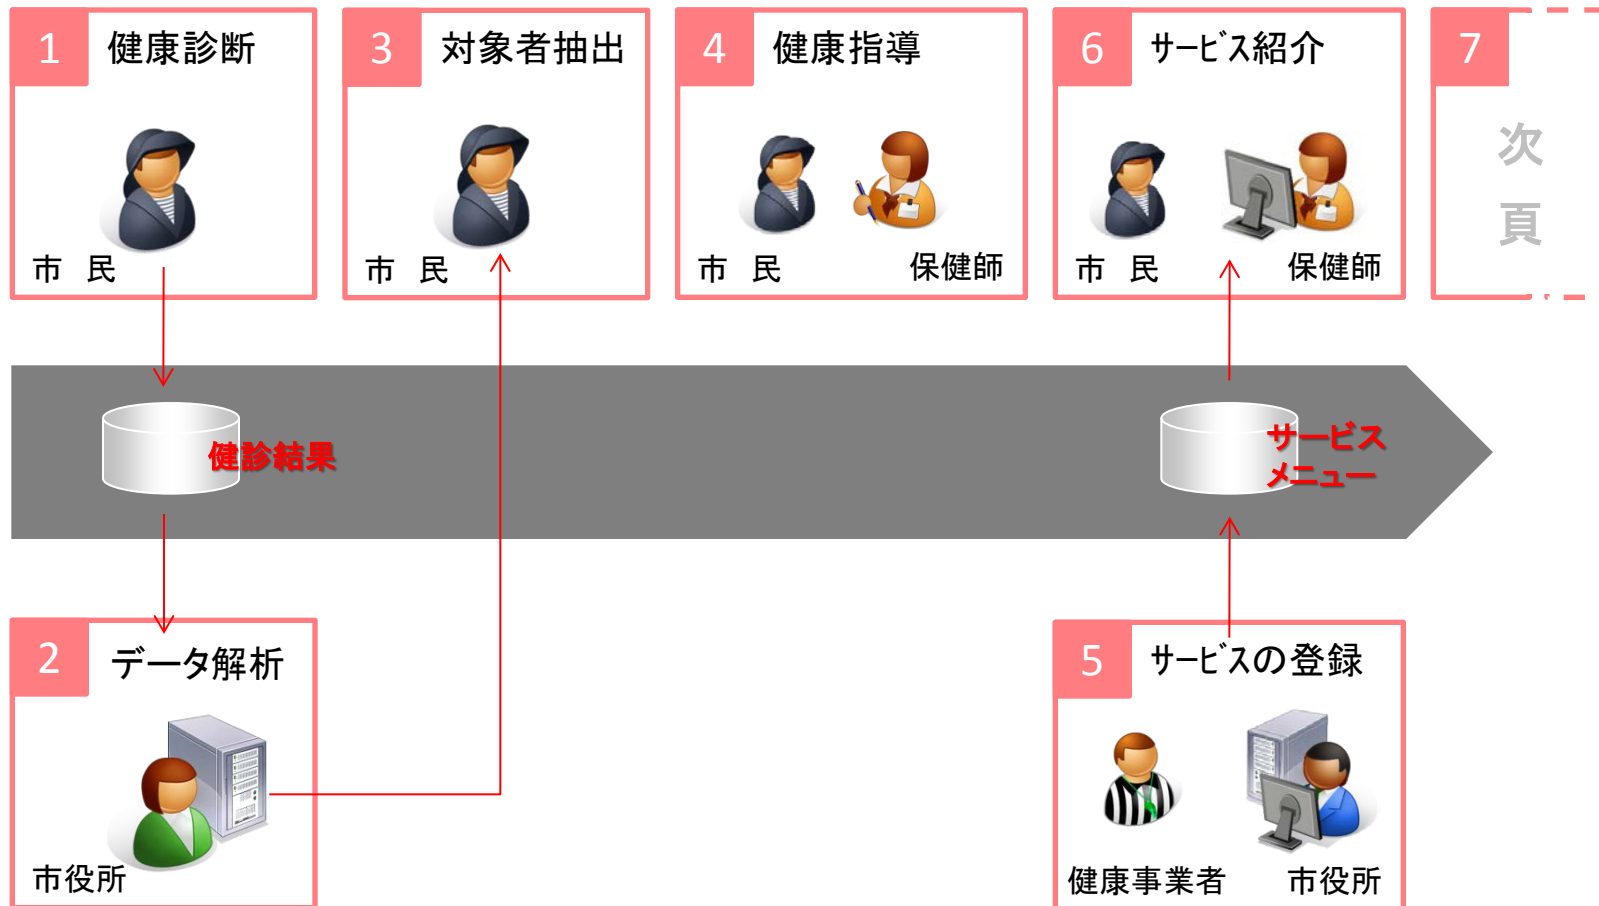 1 健康診断
市 民
3 対象者抽出
市 民
4 健康指導
市 民 保健師
6 サービス紹介
市 民 保健師
7
次
頁
健診結果
サービス
メニュー
2 データ解析
市役所
5 サービスの登録
健康事業者 市役所